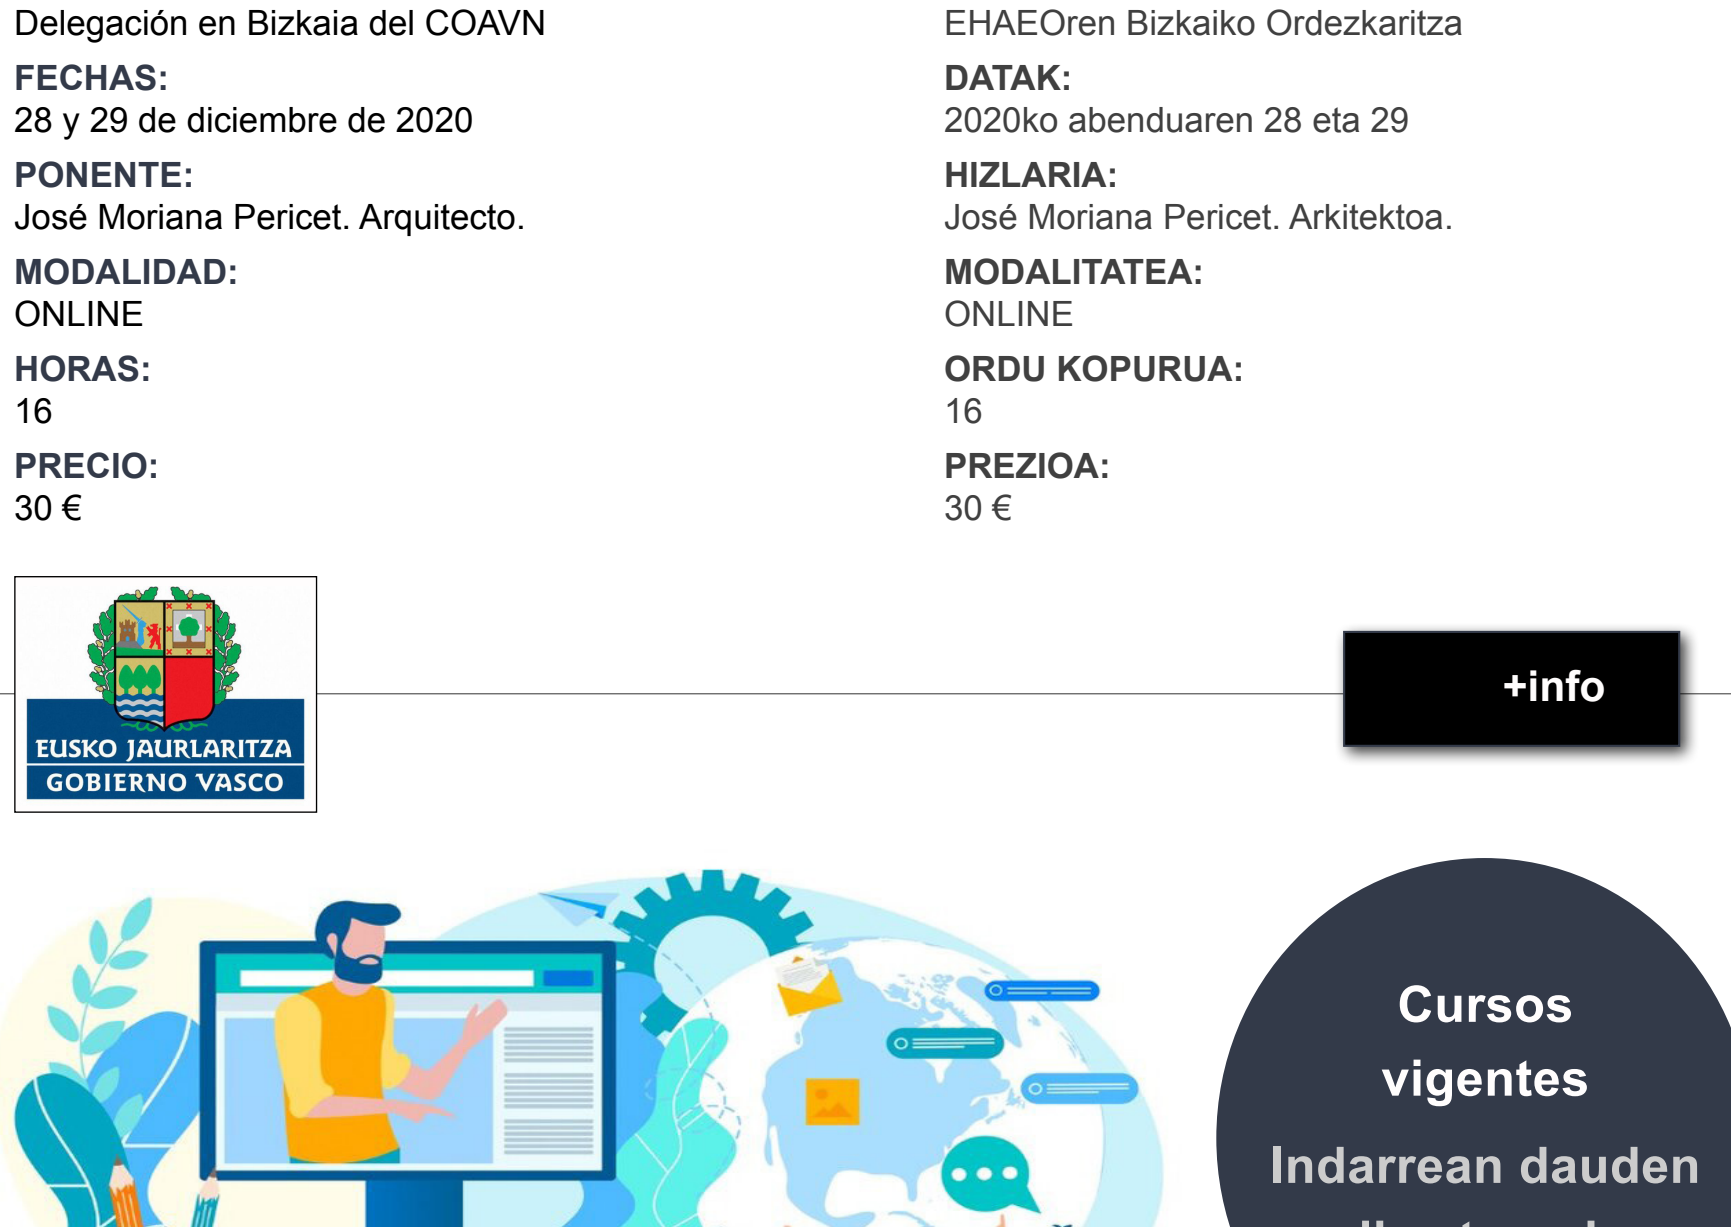 Delegación en Bizkaia del COAVN
FECHAS:
28 y 29 de diciembre de 2020
PONENTE:
José Moriana Pericet. Arquitecto.
MODALIDAD:
ONLINE
HORAS:
16
PRECIO:
30 €
EHAEOren Bizkaiko Ordezkaritza
DATAK:
2020ko abenduaren 28 eta 29
HIZLARIA:
José Moriana Pericet. Arkitektoa.
MODALITATEA:
ONLINE
ORDU KOPURUA:
16
PREZIOA:
30 €
EUSKO JAURLARITZA
GOBIERNO VASCO
+info
Cursos
vigentes
Indarrean dauden